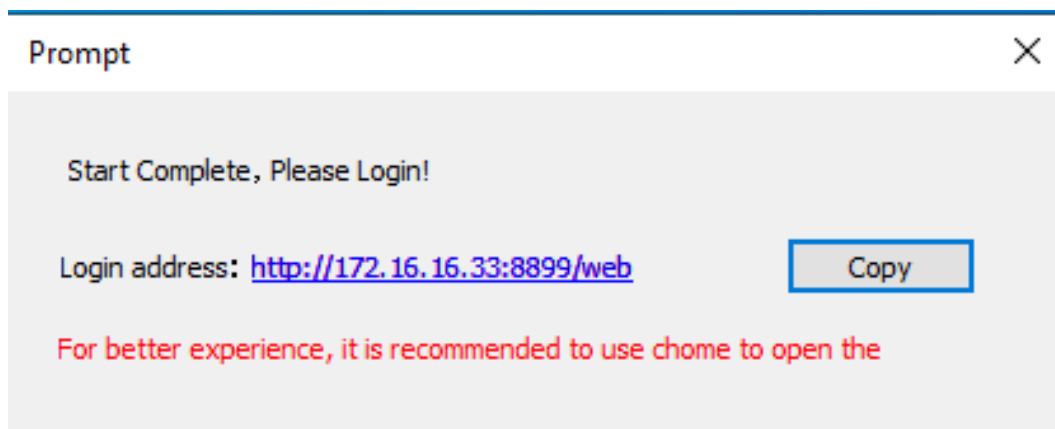 Prompt
Start Complete，Please Login!
Login address： http://172.16.16.33:8899/web Copy
For better experience, it is recommended to use chome to open the